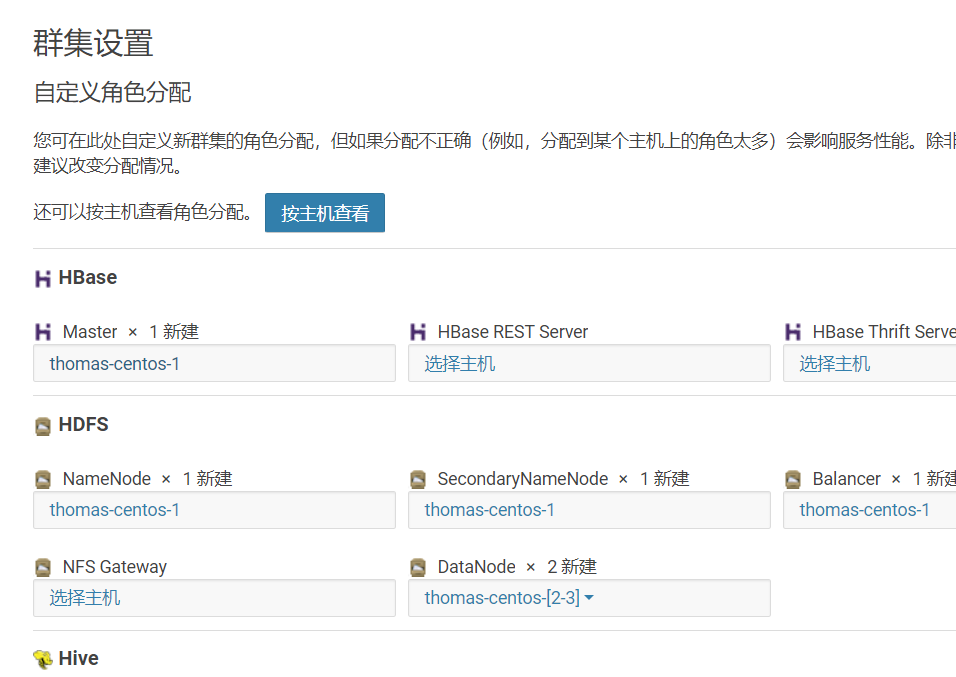 群集设置
自定义角色分配
您可在此处自定义新群集的角色分配，但如果分配不正确（例如，分配到某个主机上的角色太多）会影响服务性能。除非
建议改变分配情况。
还可以按主机查看角色分配。 按主机查看
HBase
Master × 1 新建 HBase REST Server HBase Thrift Serve
thomas-centos-1 选择主机 选择主机
HDFS
NameNode × 1 新建 SecondaryNameNode × 1 新建 Balancer × 1 新建
thomas-centos-1 thomas-centos-1 thomas-centos-1
NFS Gateway DataNode × 2 新建
选择主机 thomas-centos-[2-3]
Hive